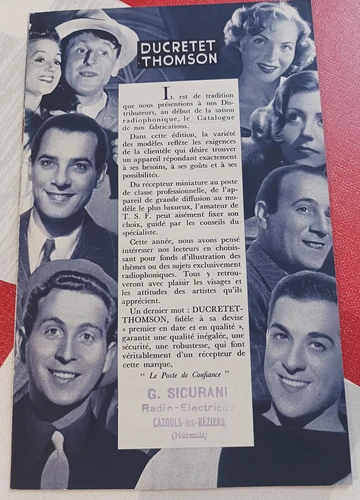 DUCRETET
THOMSON
IL est de tradition
que nous présentions à nos Dis-
tributeurs, au début de la saison
radiophonique, le Catalogue
de nos fabrications.
Dans cette édition, la variété
des modèles reflète les exigences
de la clientèle qui désire trouver
un appareil répondant exactement
à ses besoins, à ses goûts et à ses
possibilités.
Du récepteur miniature au poste
de classe professionnelle, de l'ap-
pareil de grande diffusion au mo-
dèle le plus luxueux, l'amateur de
T. S. F. peut aisément fixer son
choix, guidé par les conseils du
spécialiste.
Cette année, nous avons pensé
intéresser nos lecteurs en choisis-
sant pour fonds d'illustration des
thèmes ou des sujets exclusivement
radiophoniques. Tous y retrou-
veront avec plaisir les visages et
les attitudes des artistes qu'ils
apprécient.
Un dernier mot : DUCRETET-
THOMSON, fidèle à sa devise
« premier en date et en qualité »,
garantit une qualité inégalée, une
sécurité, une robustesse, qui font
véritablement d'un récepteur de
cette marque,
" Le Poste de Confiance "
G. SICURANI
Radio-Electricien
CAZOULS-les-BÉZIERS
(Hérault)